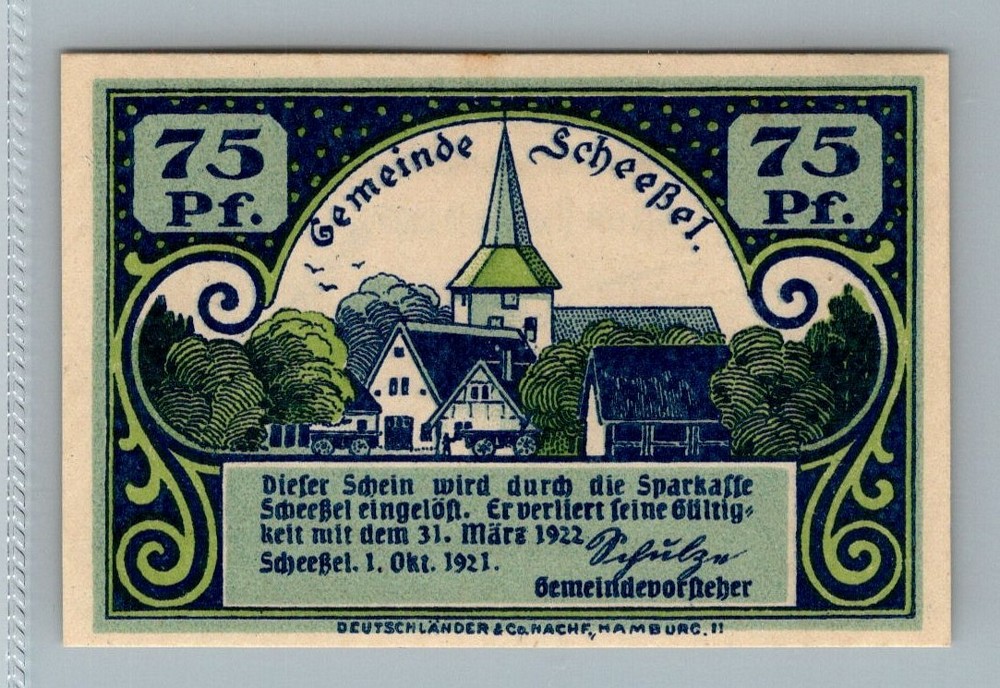 75 Pf.
Gemeinde Scheeßel.
75 Pf.
Dieser Schein wird durch die Sparkasse
Scheeßel eingelöst. Er verliert seine Gültig-
keit mit dem 31. März 1922
Scheeßel. 1. Okt. 1921.
Schulze
Gemeindevorsteher
DEUTSCHLÄNDER & Co. NACHF., HAMBURG. 11